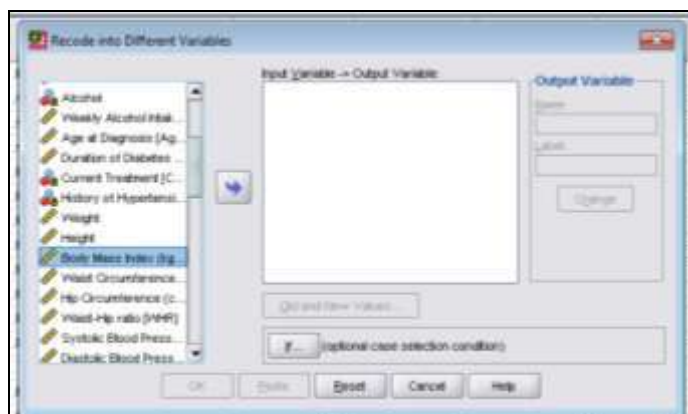 Recode into Different Variables
Input Variable -> Output Variable:
Output Variable
Name:
Label:
Change
Alcohol
Weekly Alcohol Intak...
Age at Diagnosis [Ag...
Duration of Diabetes ...
Current Treatment [C...
History of Hypertensi...
Weight
Height
Body Mass Index (kg...
Waist Circumference...
Hip Circumference (c...
Waist-Hip ratio [WHR]
Systolic Blood Press...
Diastolic Blood Press...
Old and New Values...
If...
(optional case selection condition)
OK
Paste
Reset
Cancel
Help